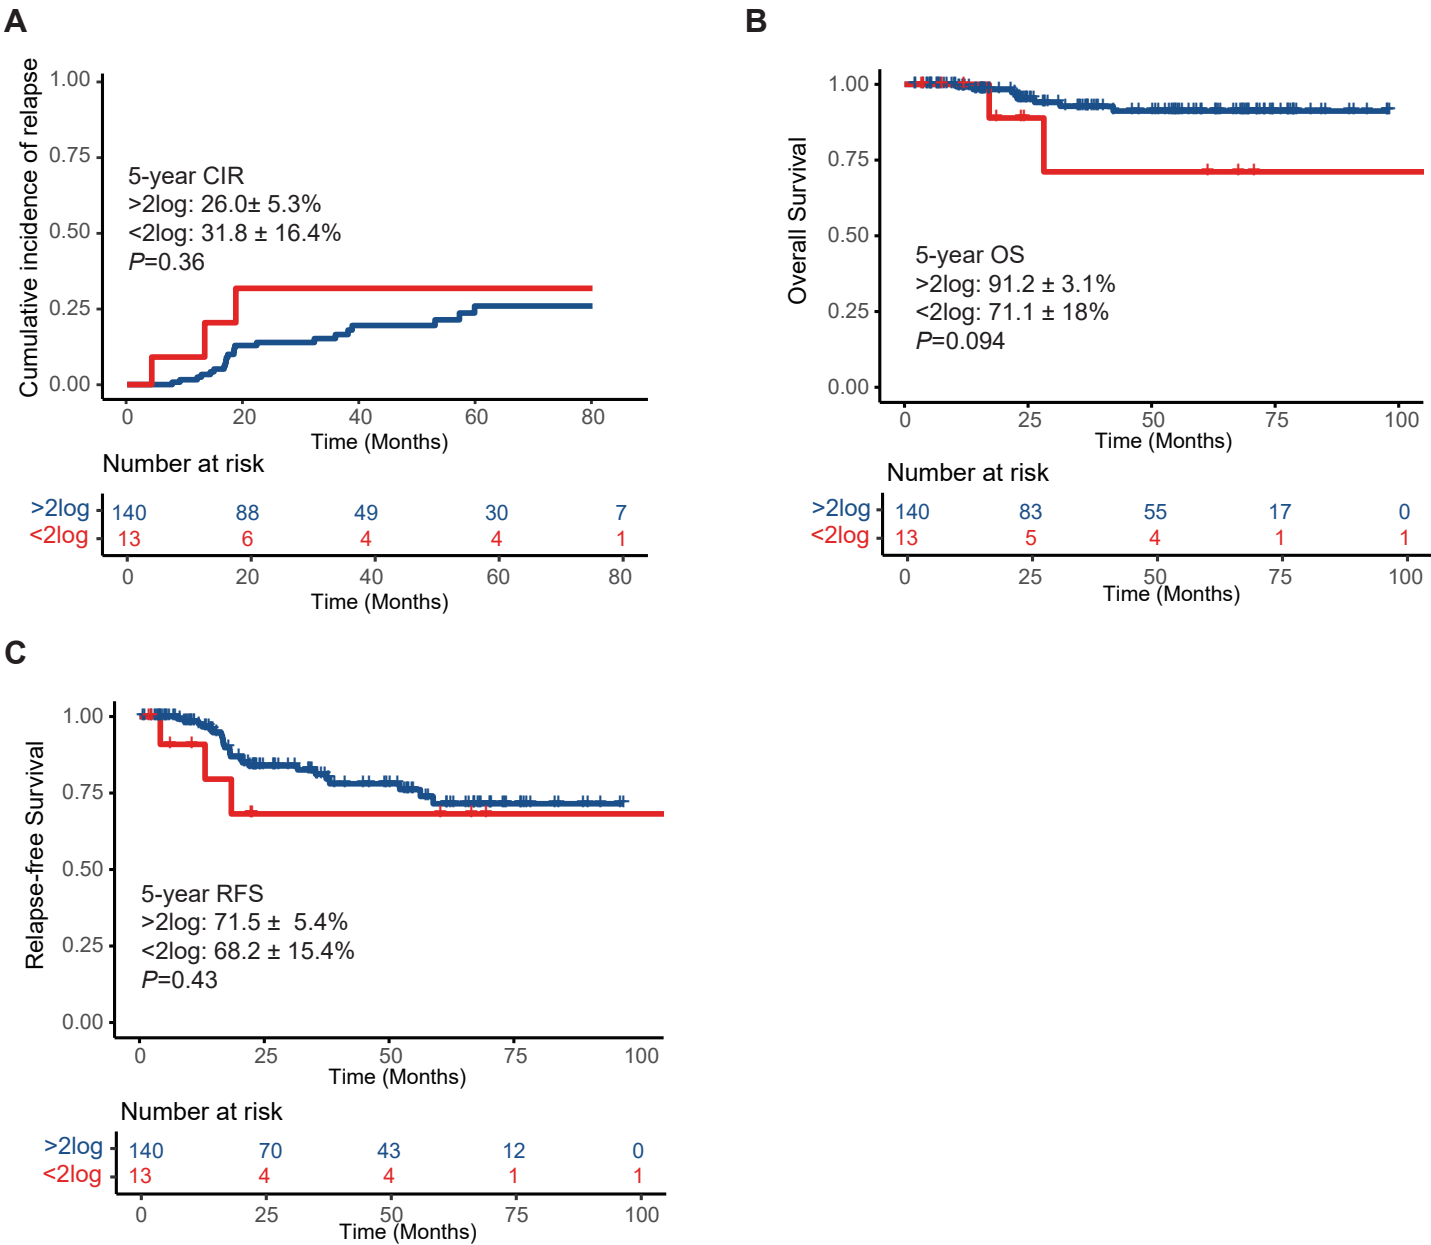 A
Cumulative incidence of relapse
1.00
0.75
0.50
0.25
0.00
5-year CIR
>2log: 26.0± 5.3%
<2log: 31.8 ± 16.4%
P=0.36
0 20 40 60 80
Time (Months)
Number at risk
>2log 140 88 49 30 7
<2log 13 6 4 4 1
0 20 40 60 80
Time (Months)
B
Overall Survival
1.00
0.75
0.50
0.25
0.00
5-year OS
>2log: 91.2 ± 3.1%
<2log: 71.1 ± 18%
P=0.094
0 25 50 75 100
Time (Months)
Number at risk
>2log 140 83 55 17 0
<2log 13 5 4 1 1
0 25 50 75 100
Time (Months)
C
Relapse-free Survival
1.00
0.75
0.50
0.25
0.00
5-year RFS
>2log: 71.5 ± 5.4%
<2log: 68.2 ± 15.4%
P=0.43
0 25 50 75 100
Time (Months)
Number at risk
>2log 140 70 43 12 0
<2log 13 4 4 1 1
0 25 50 75 100
Time (Months)